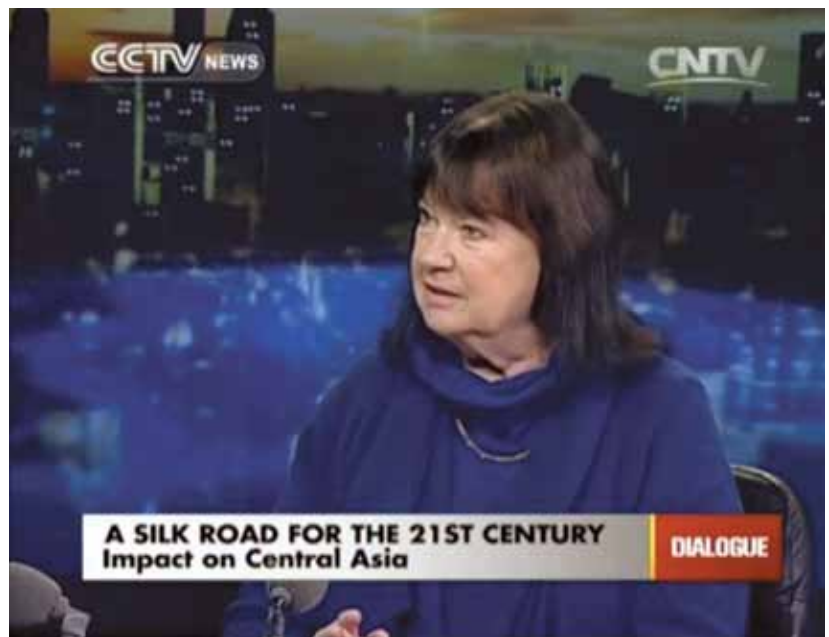 CCTV NEWS
CNTV
A SILK ROAD FOR THE 21ST CENTURY
Impact on Central Asia
DIALOGUE